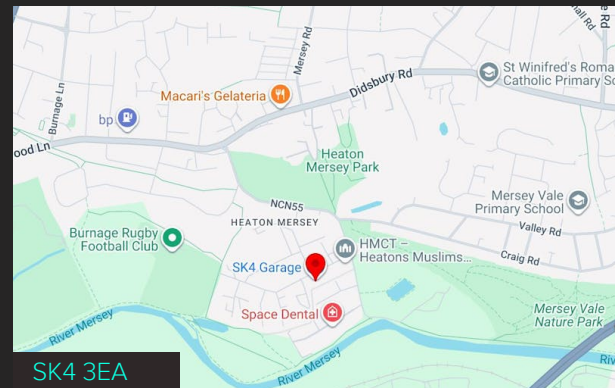 Burnage Ln
Mersey Rd
Didsbury Rd
St Winifred's Roma
Catholic Primary Sc
Macari's Gelateria
bp
ood Ln
Heaton
Mersey Park
Mersey Vale
Primary School
NCN55
HEATON MERSEY
Valley Rd
Burnage Rugby
Football Club
HMCT –
Heatons Muslims...
Craig Rd
SK4 Garage
Space Dental
Mersey Vale
Nature Park
River Mersey
River Mersey
Riv
SK4 3EA